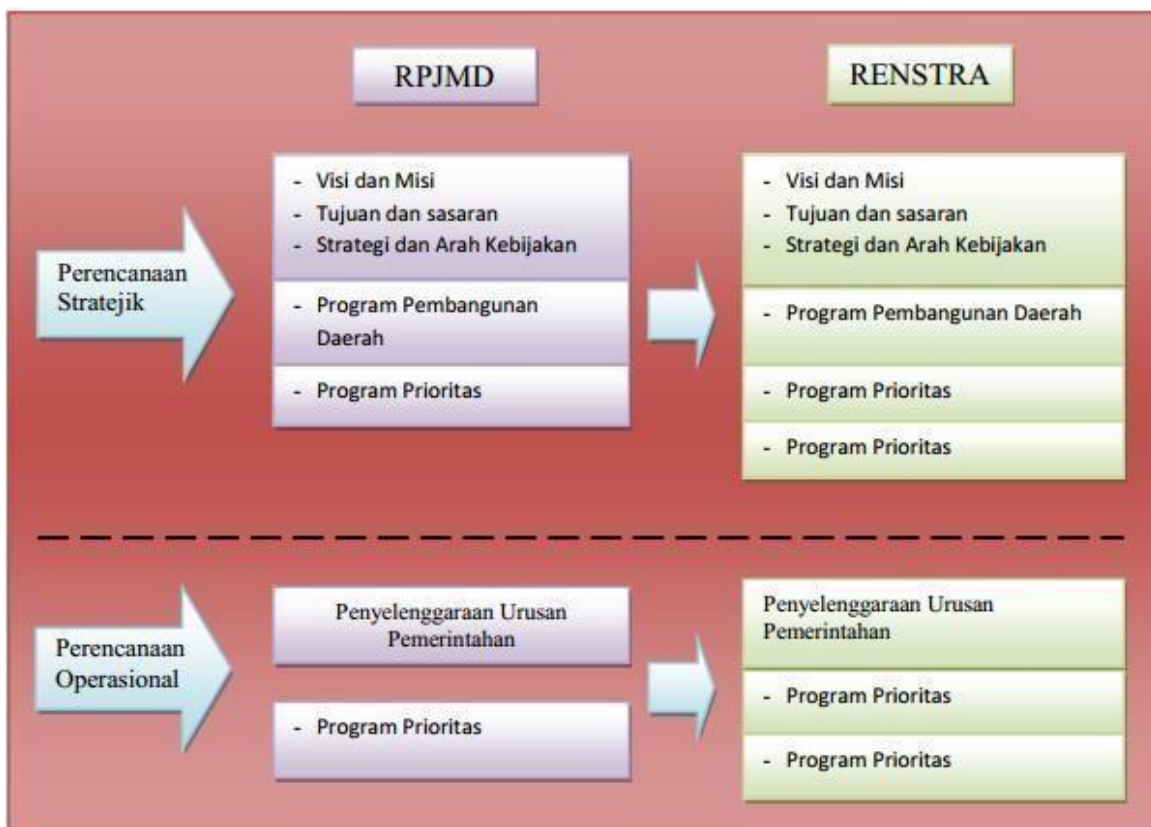 RPJMD
RENSTRA
Perencanaan
Stratejik
- Visi dan Misi
- Tujuan dan sasaran
- Strategi dan Arah Kebijakan
- Program Pembangunan
Daerah
- Program Prioritas
- Visi dan Misi
- Tujuan dan sasaran
- Strategi dan Arah Kebijakan
- Program Pembangunan Daerah
- Program Prioritas
- Program Prioritas
Perencanaan
Operasional
Penyelenggaraan Urusan
Pemerintahan
- Program Prioritas
Penyelenggaraan Urusan
Pemerintahan
- Program Prioritas
- Program Prioritas